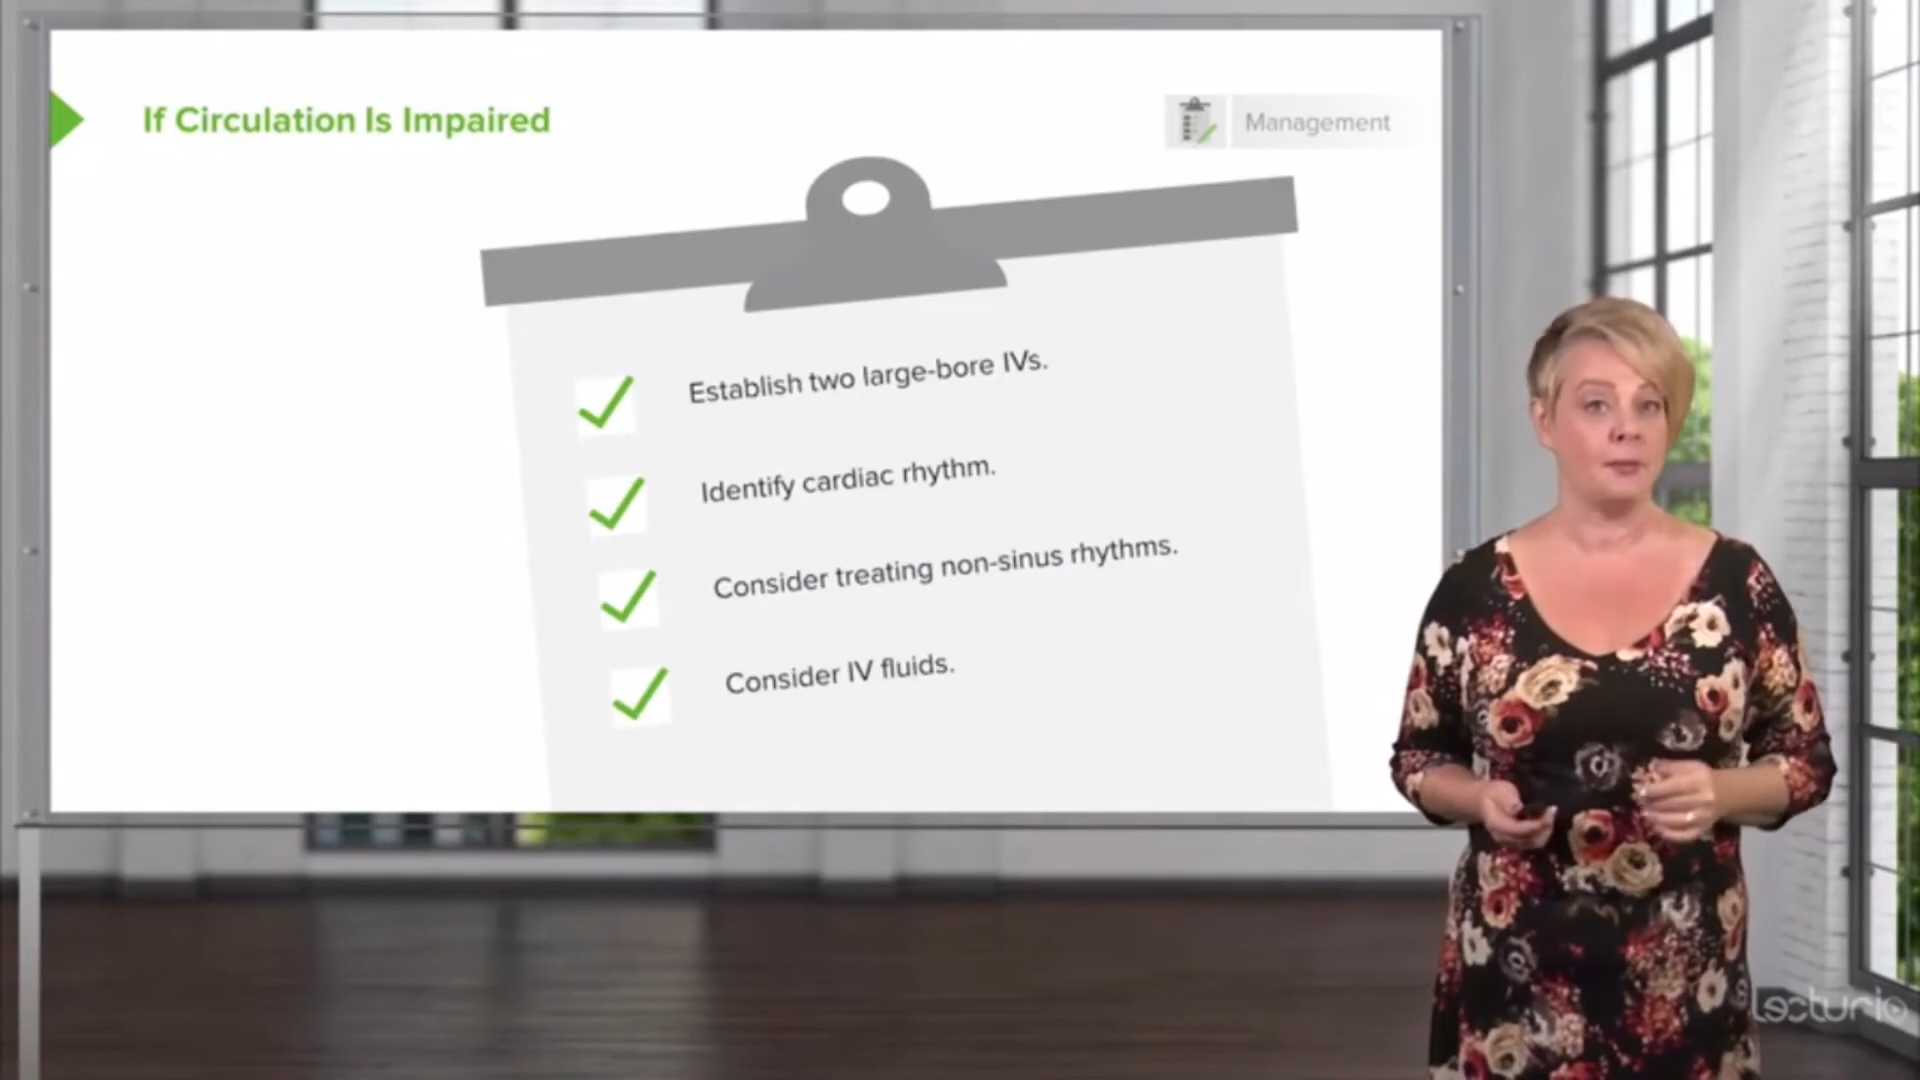 If Circulation Is Impaired
Management
Establish two large-bore IVs.
Identify cardiac rhythm.
Consider treating non-sinus rhythms.
Consider IV fluids.
lecturio